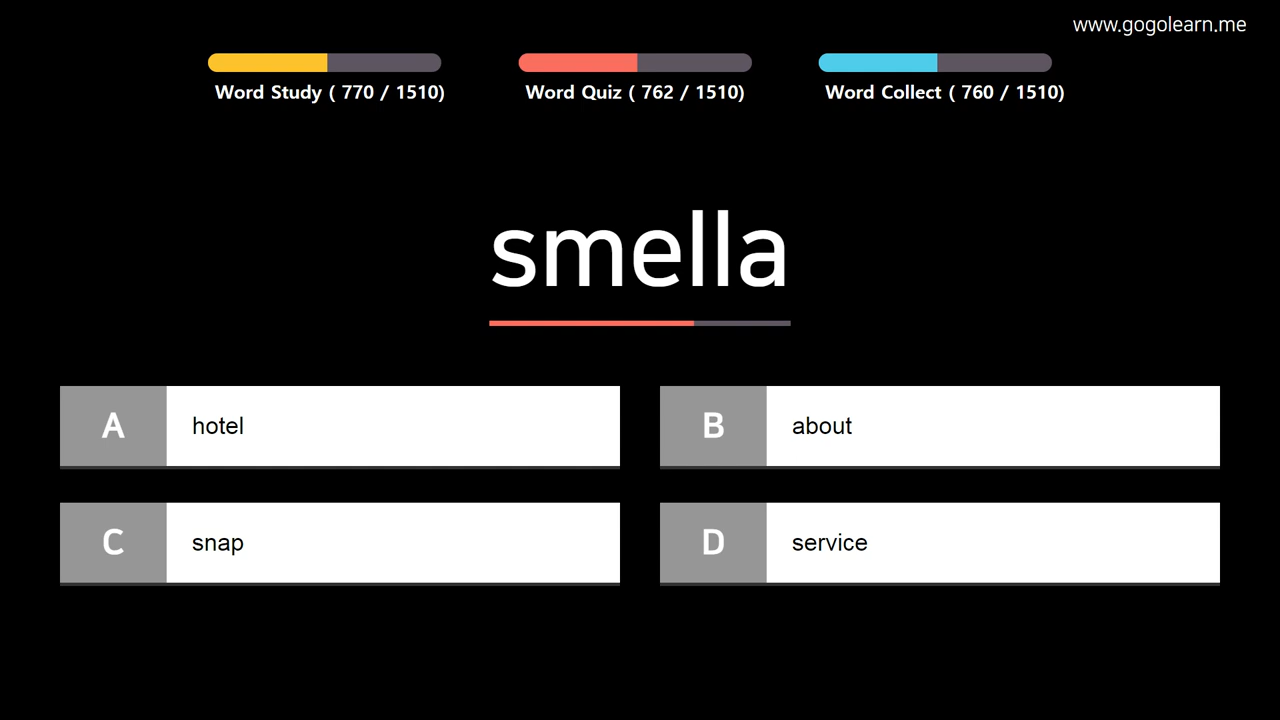 www.gogolearn.me
Word Study ( 770 / 1510)
Word Quiz ( 762 / 1510)
Word Collect ( 760 / 1510)
smella
A
hotel
B
about
C
snap
D
service